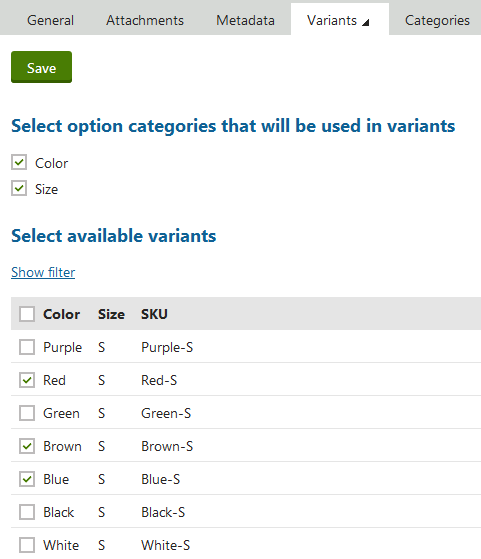 General Attachments Metadata Variants Categories
Save
Select option categories that will be used in variants
Color
Size
Select available variants
Show filter
Color Size SKU
Purple S Purple-S
Red S Red-S
Green S Green-S
Brown S Brown-S
Blue S Blue-S
Black S Black-S
White S White-S